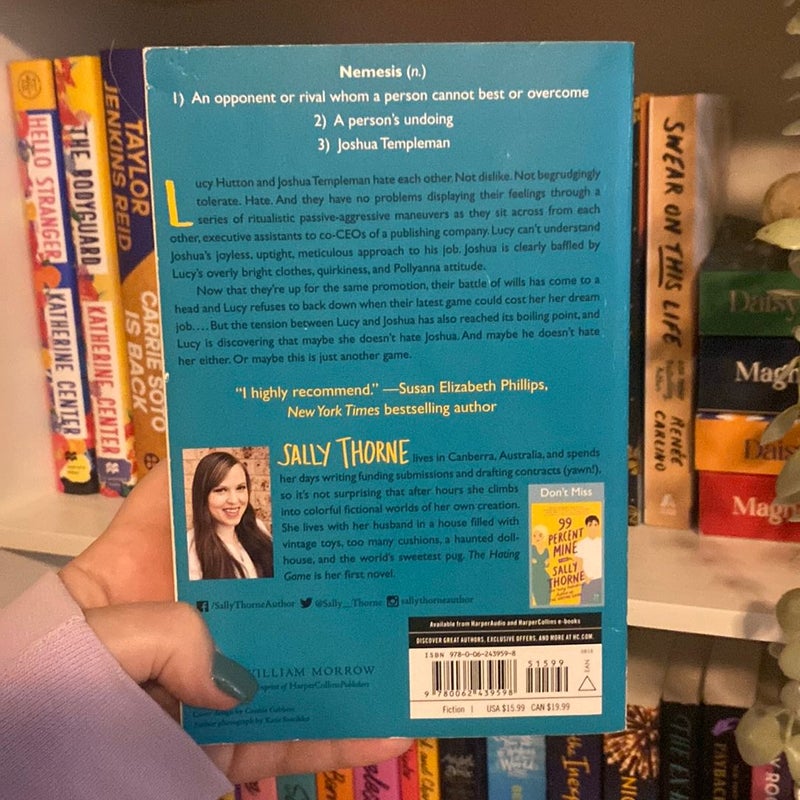 Nemesis (n.)
1) An opponent or rival whom a person cannot best or overcome
2) A person's undoing
3) Joshua Templeman
Lucy Hutton and Joshua Templeman hate each other. Not dislike. Not begrudgingly
tolerate. Hate. And they have no problems displaying their feelings through a
series of ritualistic passive-aggressive maneuvers as they sit across from each
other, executive assistants to co-CEOs of a publishing company. Lucy can't understand
Joshua's joyless, uptight, meticulous approach to his job. Joshua is clearly baffled by
Lucy's overly bright clothes, quirkiness, and Pollyanna attitude.
Now that they're up for the same promotion, their battle of wills has come to a
head and Lucy refuses to back down when their latest game could cost her her dream
job.... But the tension between Lucy and Joshua has also reached its boiling point, and
Lucy is discovering that maybe she doesn't hate Joshua. And maybe he doesn't hate
her either. Or maybe this is just another game.
"I highly recommend." —Susan Elizabeth Phillips,
New York Times bestselling author
SALLY THORNE lives in Canberra, Australia, and spends
her days writing funding submissions and drafting contracts (yawn!),
so it's not surprising that after hours she climbs
into colorful fictional worlds of her own creation.
She lives with her husband in a house filled with
vintage toys, too many cushions, a haunted doll-
house, and the world's sweetest pug. The Hating
Game is her first novel.
Don't Miss
99
PERCENT
MINE
SALLY
THORNE
/SallyThorneAuthor @Sally_Thorne sallythorneauthor
WILLIAM MORROW
Imprint of HarperCollinsPublishers
Author photograph by Katie Saarikko
Available from HarperAudio and HarperCollins e-books
DISCOVER GREAT AUTHORS, EXCLUSIVE OFFERS, AND MORE AT HC.COM.
ISBN 978-0-06-243959-8
51599
0818
EAN
9 780062 439598
Fiction | USA $15.99 CAN $19.99
HELLO STRANGER
KATHERINE CENTER
THE BODYGUARD
KATHERINE CENTER
TAYLOR
JENKINS REID
CARRIE SOTO
IS BACK
SWEAR ON THIS LIFE
RENÉE
CARLINO
Daisy
Magn
Dais
Magn